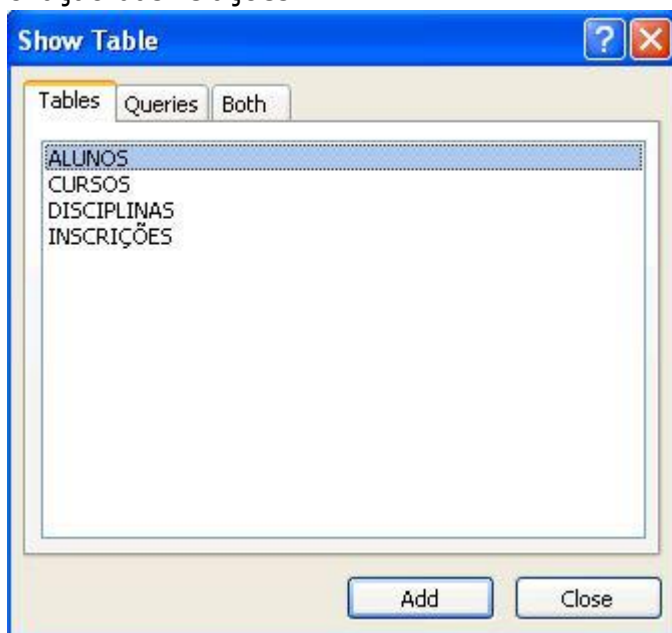 Show Table
Tables Queries Both
ALUNOS
CURSOS
DISCIPLINAS
INSCRIÇÕES
Add Close